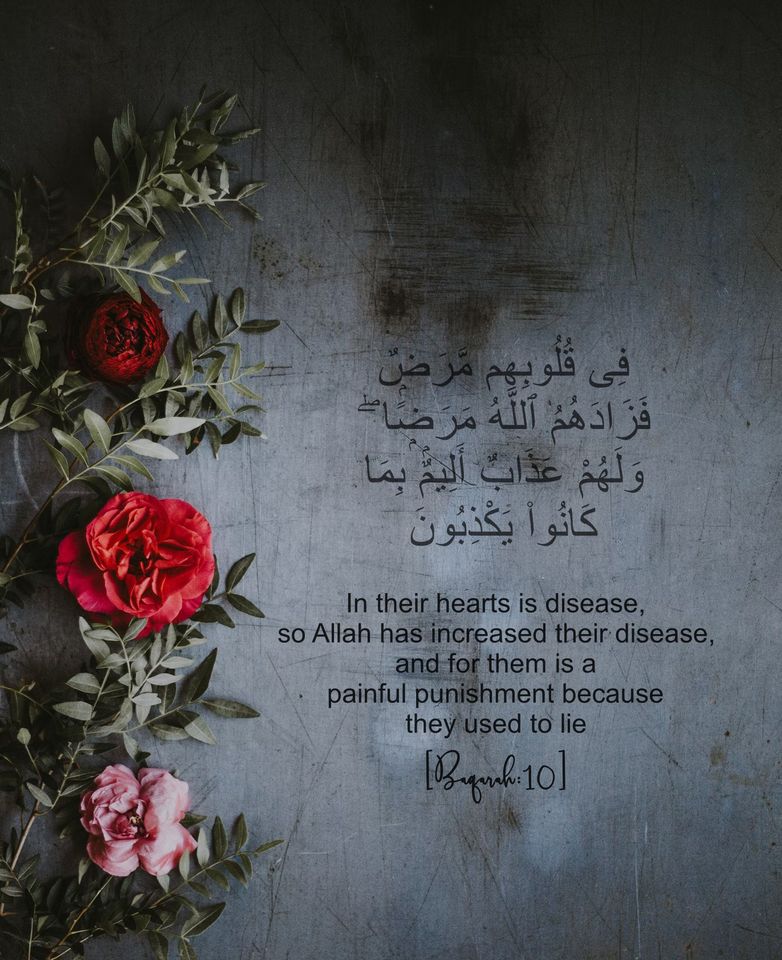 فِى قُلُوبِهِم مَّرَضٌ
فَزَادَهُمُ ٱللَّهُ مَرَضًۭا ۖ
وَلَهُمْ عَذَابٌ أَلِيمٌۢ بِمَا
كَانُوا۟ يَكْذِبُونَ
In their hearts is disease,
so Allah has increased their disease,
and for them is a
painful punishment because
they used to lie
[Baqarah:10]